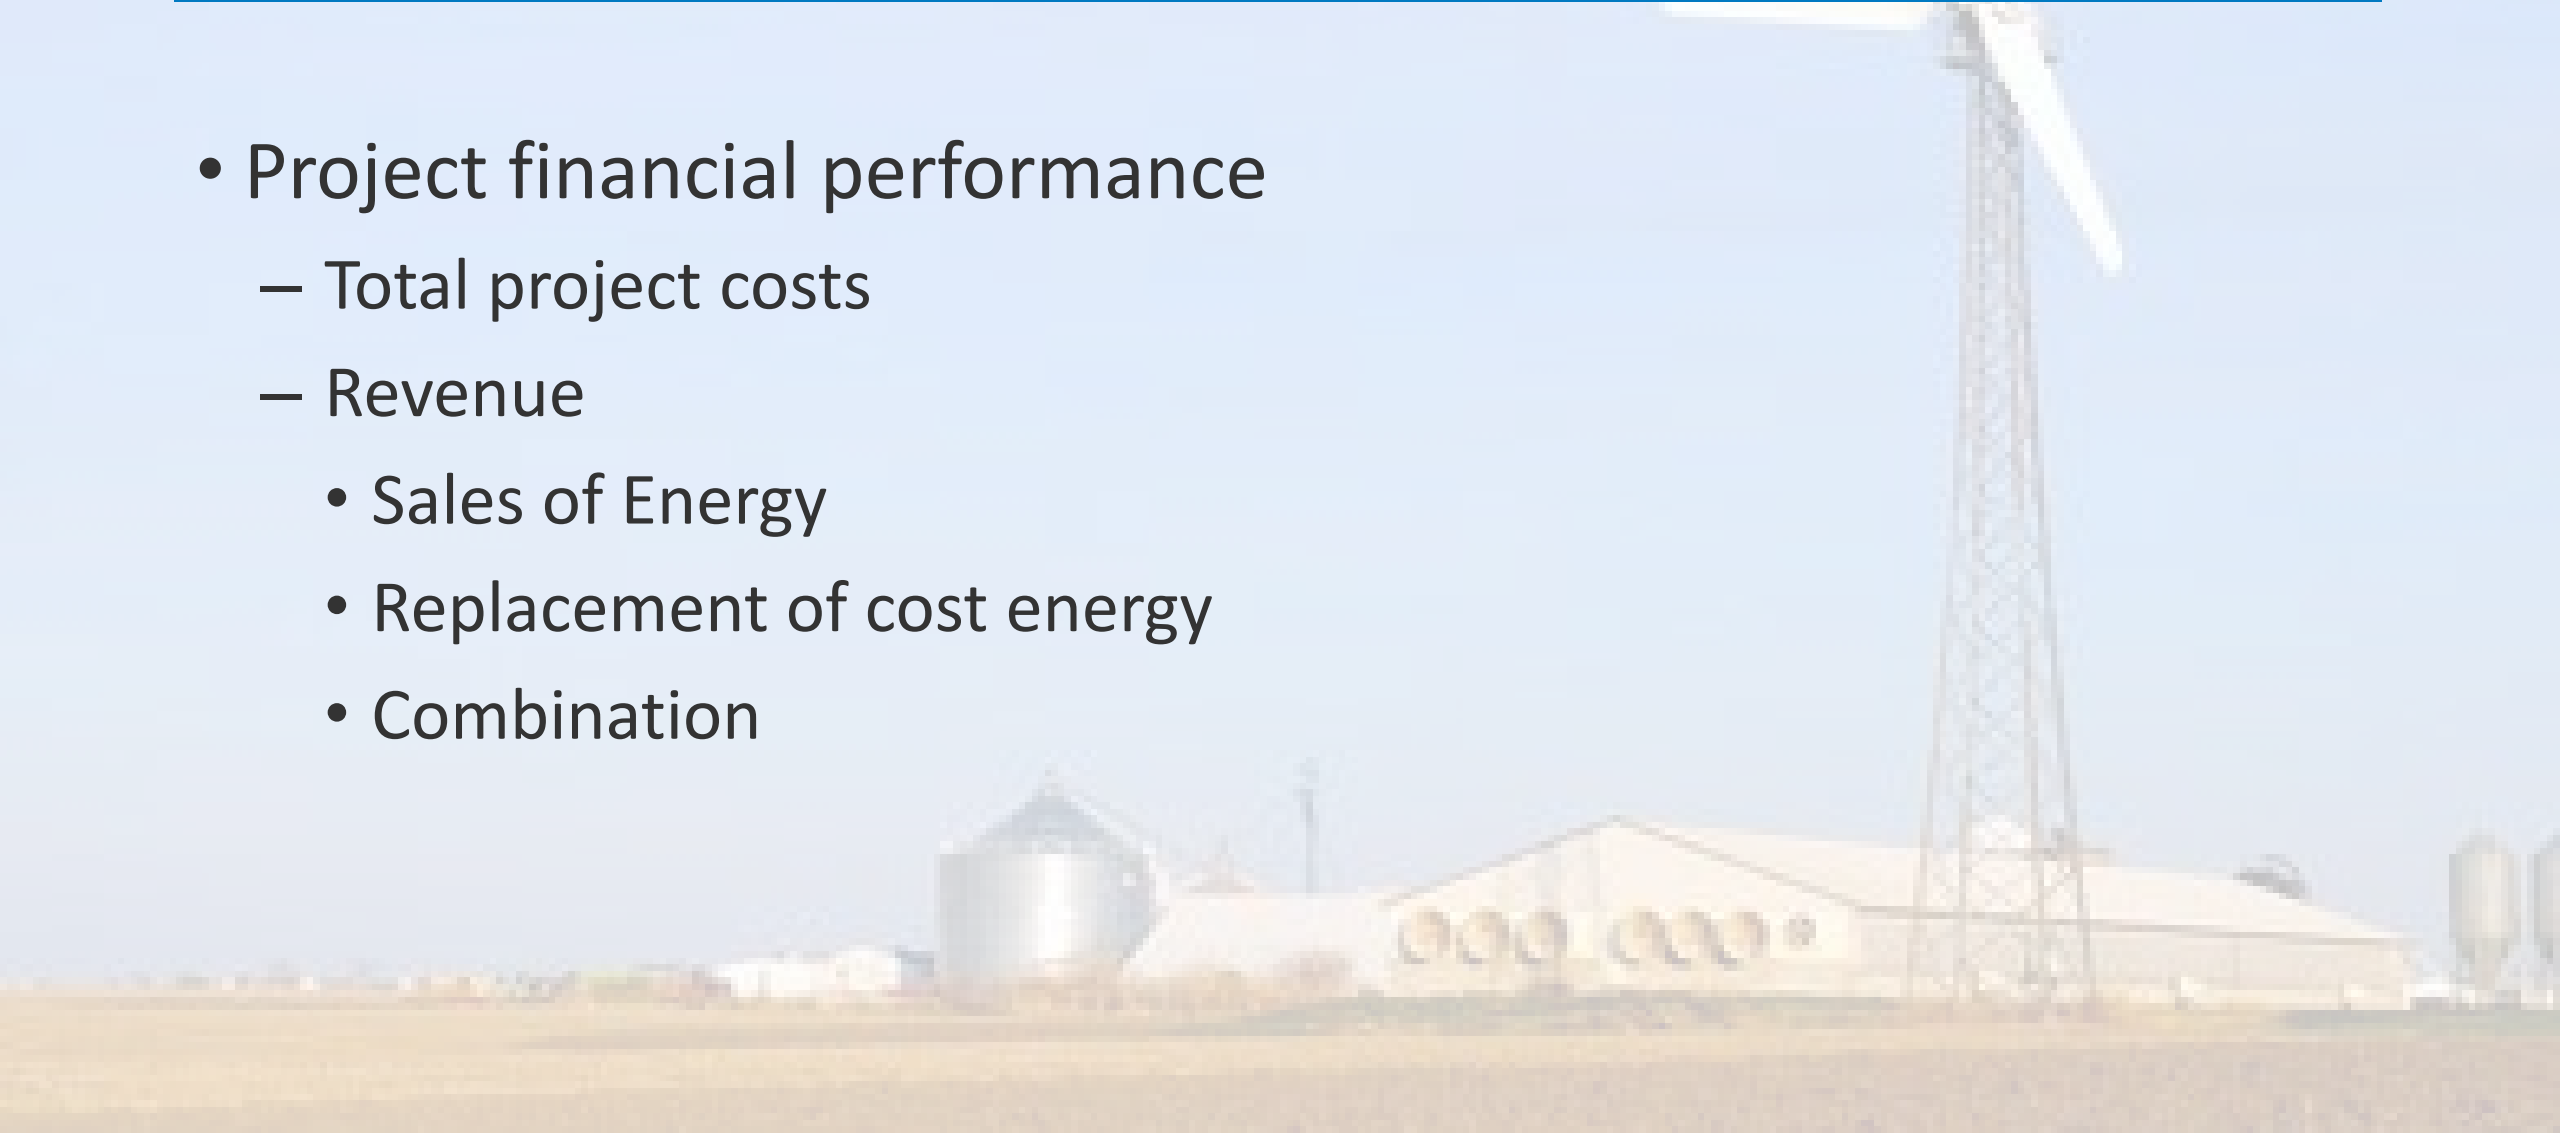 • Project financial performance
– Total project costs
– Revenue
• Sales of Energy
• Replacement of cost energy
• Combination